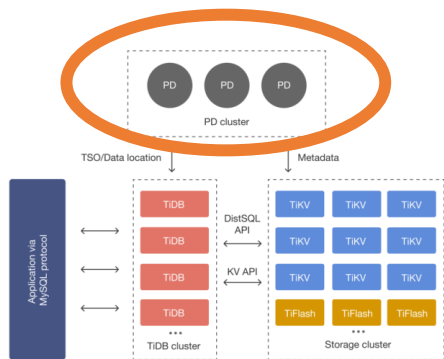 PD PD PD
PD cluster
TSO/Data location
Metadata
Application via
MySQL protocol
TiDB
TiDB
TiDB
TiDB
•••
TiDB cluster
DistSQL
API
KV API
TiKV TiKV TiKV
TiKV TiKV TiKV
TiKV TiKV TiKV
TiFlash TiFlash TiFlash
•••
Storage cluster